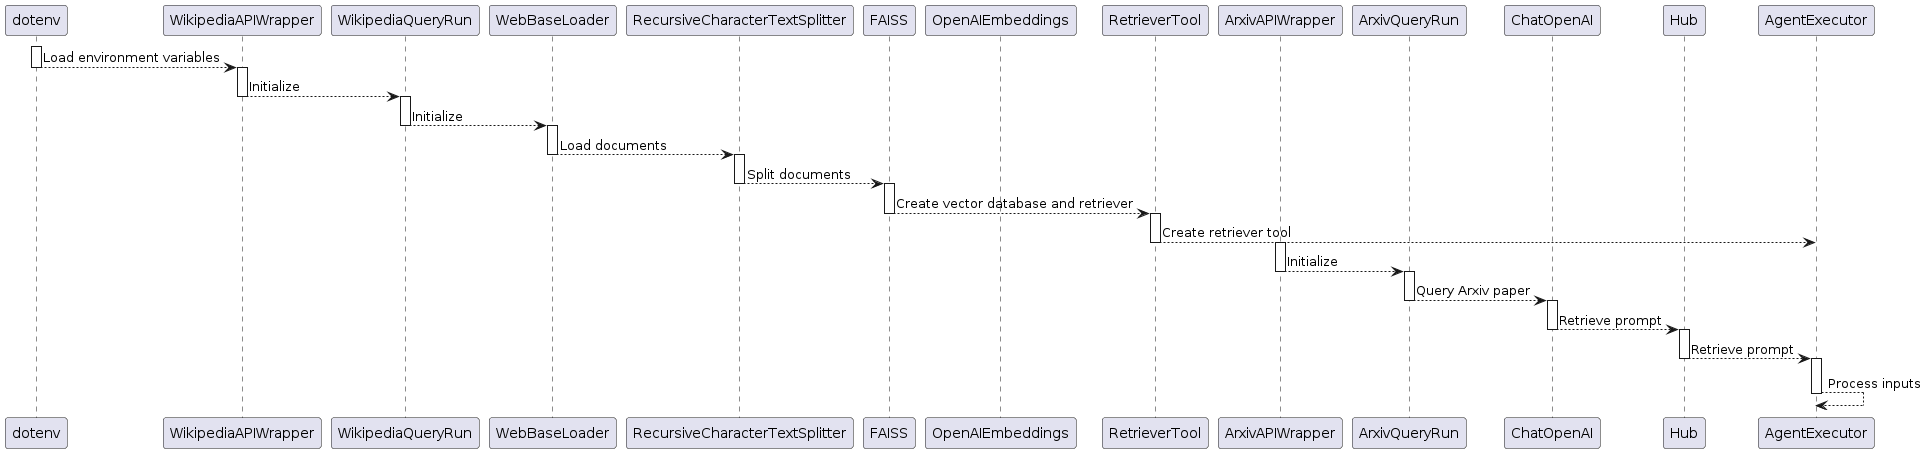 dotenv WikipediaAPIWrapper WikipediaQueryRun WebBaseLoader RecursiveCharacterTextSplitter FAISS OpenAIEmbeddings RetrieverTool ArxivAPIWrapper ArxivQueryRun ChatOpenAI Hub AgentExecutor
Load environment variables
Initialize
Initialize
Load documents
Split documents
Create vector database and retriever
Create retriever tool
Initialize
Query Arxiv paper
Retrieve prompt
Retrieve prompt
Process inputs
dotenv WikipediaAPIWrapper WikipediaQueryRun WebBaseLoader RecursiveCharacterTextSplitter FAISS OpenAIEmbeddings RetrieverTool ArxivAPIWrapper ArxivQueryRun ChatOpenAI Hub AgentExecutor